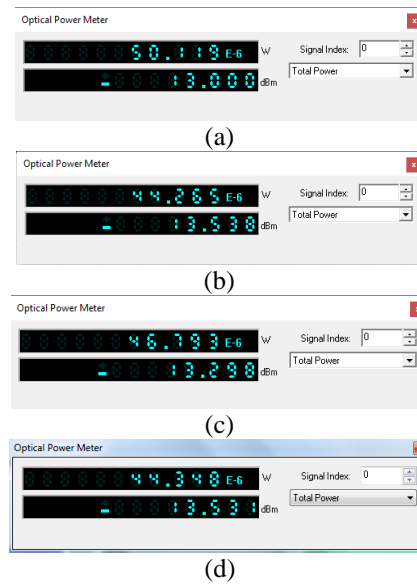 Optical Power Meter x
50.119 E-6 W Signal Index: 0
-13.000 dBm Total Power
(a)
Optical Power Meter x
44.265 E-6 W Signal Index: 0
-13.538 dBm Total Power
(b)
Optical Power Meter x
46.793 E-6 W Signal Index: 0
-13.298 dBm Total Power
(c)
Optical Power Meter
44.348 E-6 W Signal Index: 0
-13.531 dBm Total Power
(d)